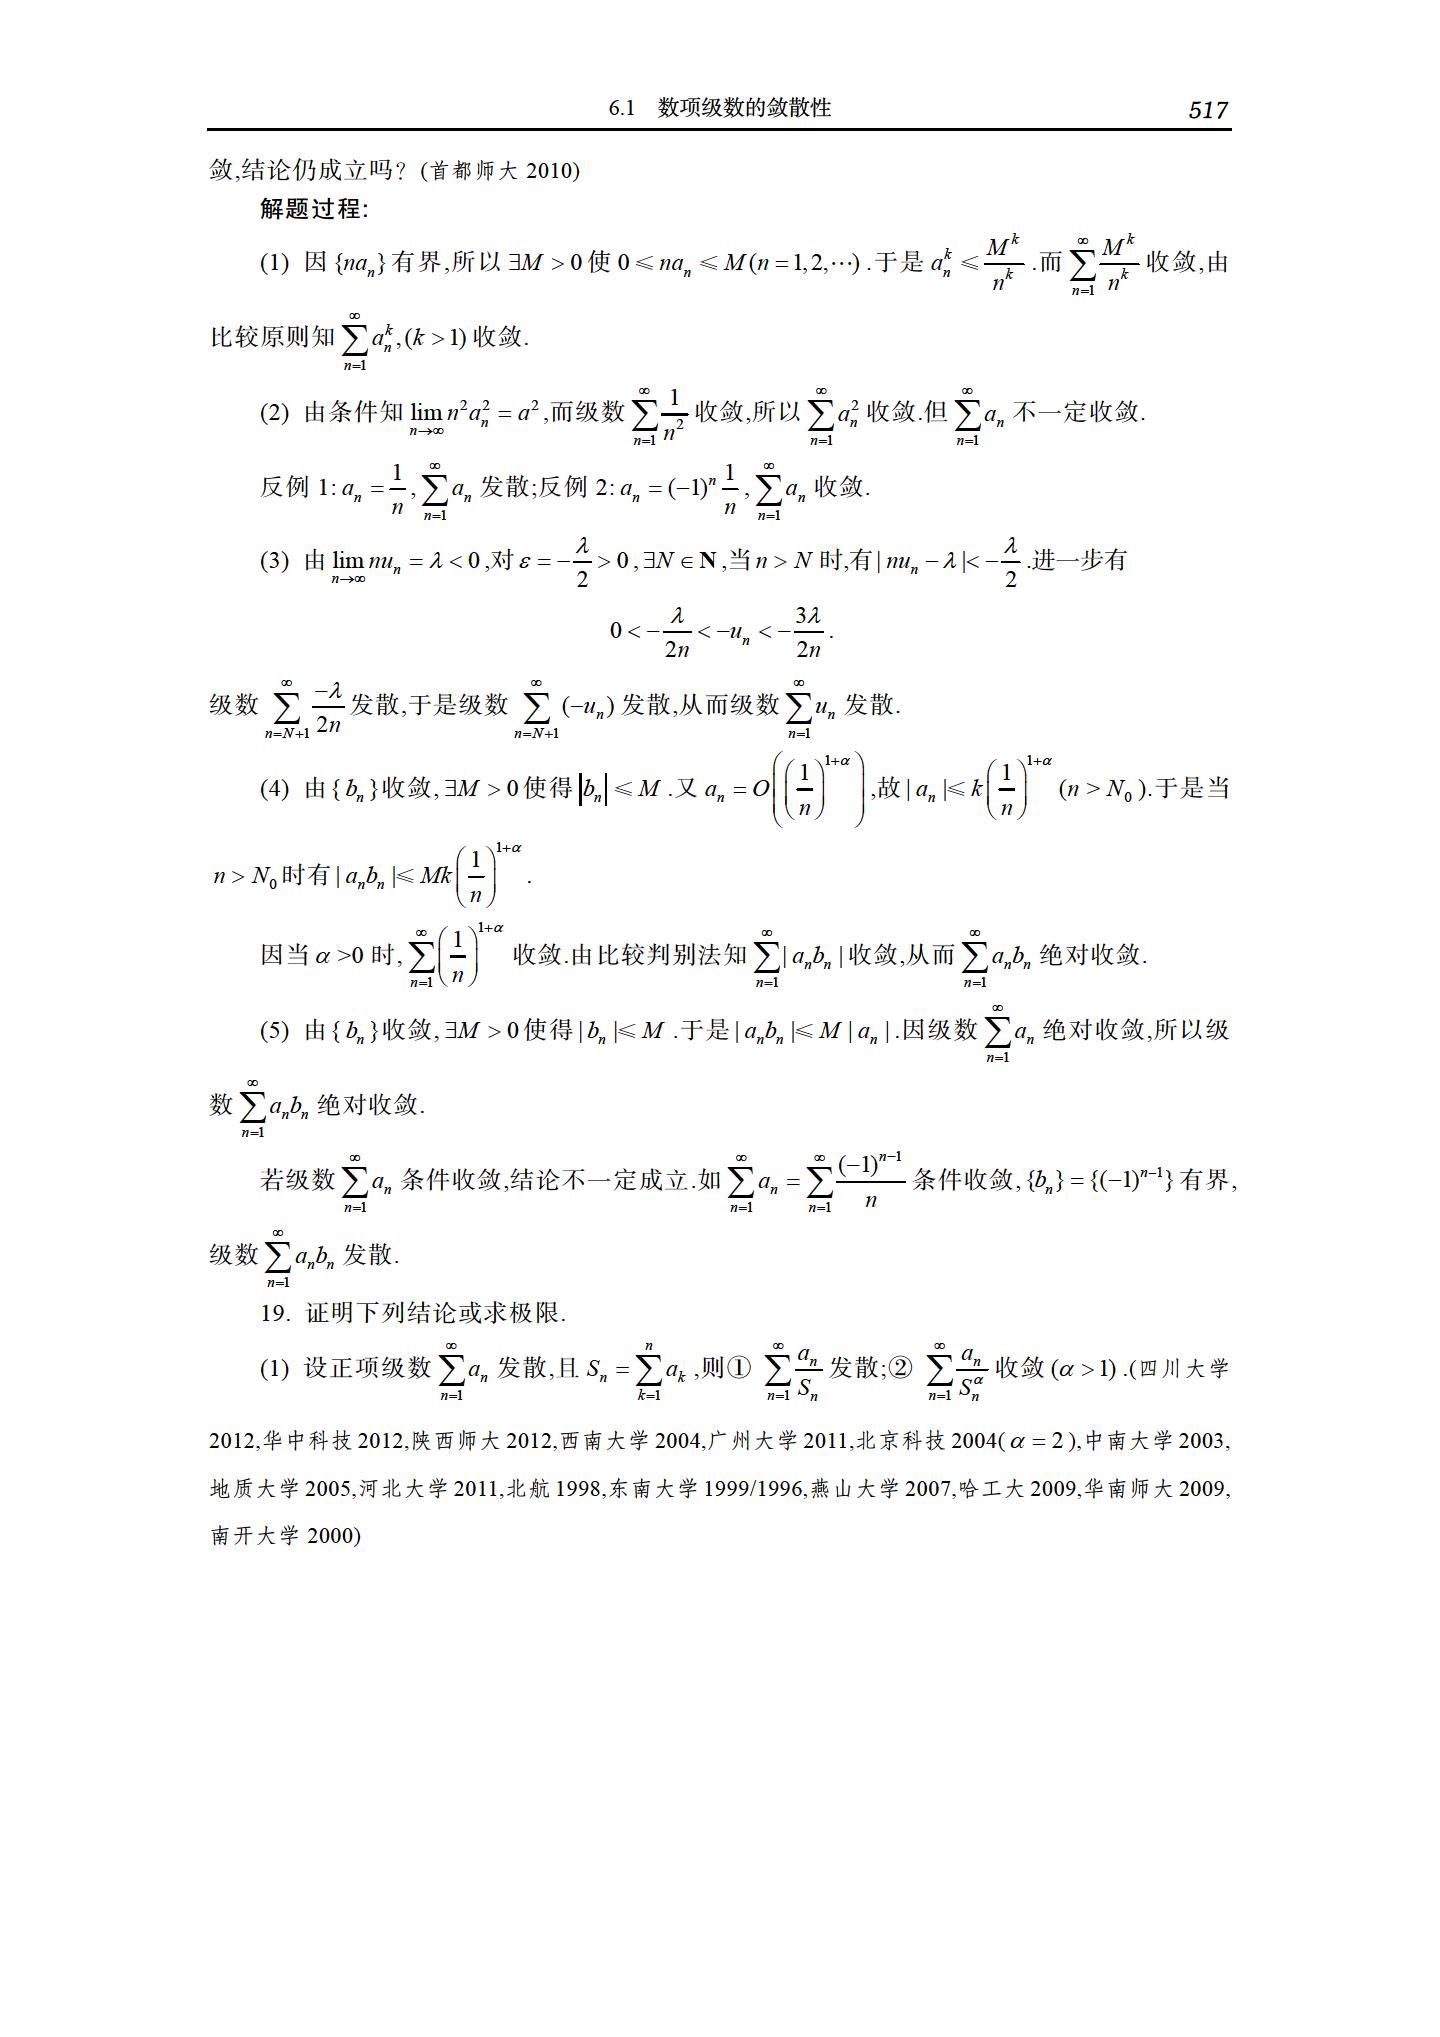 6.1 数项级数的敛散性 517
敛,结论仍成立吗? (首都师大 2010)
解题过程:
(1) 因 $\{na_n\}$ 有界,所以 $\exists M > 0$ 使 $0 \leqslant na_n \leqslant M(n=1,2,\cdots)$ .于是 $a_n^k \leqslant \frac{M^k}{n^k}$ .而 $\sum_{n=1}^{\infty} \frac{M^k}{n^k}$ 收敛,由
比较原则知 $\sum_{n=1}^{\infty} a_n^k,(k>1)$ 收敛.
(2) 由条件知 $\lim_{n\to\infty} n^2 a_n^2 = a^2$ ,而级数 $\sum_{n=1}^{\infty} \frac{1}{n^2}$ 收敛,所以 $\sum_{n=1}^{\infty} a_n^2$ 收敛.但 $\sum_{n=1}^{\infty} a_n$ 不一定收敛.
反例 1: $a_n = \frac{1}{n}, \sum_{n=1}^{\infty} a_n$ 发散;反例 2: $a_n = (-1)^n \frac{1}{n}, \sum_{n=1}^{\infty} a_n$ 收敛.
(3) 由 $\lim_{n\to\infty} nu_n = \lambda < 0$ ,对 $\varepsilon = -\frac{\lambda}{2} > 0, \exists N \in \mathbf{N}$ ,当 $n > N$ 时,有 $|nu_n - \lambda| < -\frac{\lambda}{2}$ .进一步有
$0 < -\frac{\lambda}{2n} < -u_n < -\frac{3\lambda}{2n}.$
级数 $\sum_{n=N+1}^{\infty} \frac{-\lambda}{2n}$ 发散,于是级数 $\sum_{n=N+1}^{\infty} (-u_n)$ 发散,从而级数 $\sum_{n=1}^{\infty} u_n$ 发散.
(4) 由 $\{b_n\}$ 收敛, $\exists M > 0$ 使得 $|b_n| \leqslant M$ .又 $a_n = O\left(\left(\frac{1}{n}\right)^{1+\alpha}\right)$ ,故 $|a_n| \leqslant k\left(\frac{1}{n}\right)^{1+\alpha}$ $(n > N_0)$.于是当
$n > N_0$ 时有 $|a_n b_n| \leqslant Mk\left(\frac{1}{n}\right)^{1+\alpha}$ .
因当 $\alpha > 0$ 时, $\sum_{n=1}^{\infty} \left(\frac{1}{n}\right)^{1+\alpha}$ 收敛.由比较判别法知 $\sum_{n=1}^{\infty} |a_n b_n|$ 收敛,从而 $\sum_{n=1}^{\infty} a_n b_n$ 绝对收敛.
(5) 由 $\{b_n\}$ 收敛, $\exists M > 0$ 使得 $|b_n| \leqslant M$ .于是 $|a_n b_n| \leqslant M|a_n|$ .因级数 $\sum_{n=1}^{\infty} a_n$ 绝对收敛,所以级
数 $\sum_{n=1}^{\infty} a_n b_n$ 绝对收敛.
若级数 $\sum_{n=1}^{\infty} a_n$ 条件收敛,结论不一定成立.如 $\sum_{n=1}^{\infty} a_n = \sum_{n=1}^{\infty} \frac{(-1)^{n-1}}{n}$ 条件收敛, $\{b_n\} = \{(-1)^{n-1}\}$ 有界,
级数 $\sum_{n=1}^{\infty} a_n b_n$ 发散.
19. 证明下列结论或求极限.
(1) 设正项级数 $\sum_{n=1}^{\infty} a_n$ 发散,且 $S_n = \sum_{k=1}^{n} a_k$ ,则① $\sum_{n=1}^{\infty} \frac{a_n}{S_n}$ 发散;② $\sum_{n=1}^{\infty} \frac{a_n}{S_n^{\alpha}}$ 收敛 $(\alpha > 1)$ .(四川大学
2012,华中科技 2012,陕西师大 2012,西南大学 2004,广州大学 2011,北京科技 2004( $\alpha = 2$ ),中南大学 2003,
地质大学 2005,河北大学 2011,北航 1998,东南大学 1999/1996,燕山大学 2007,哈工大 2009,华南师大 2009,
南开大学 2000)